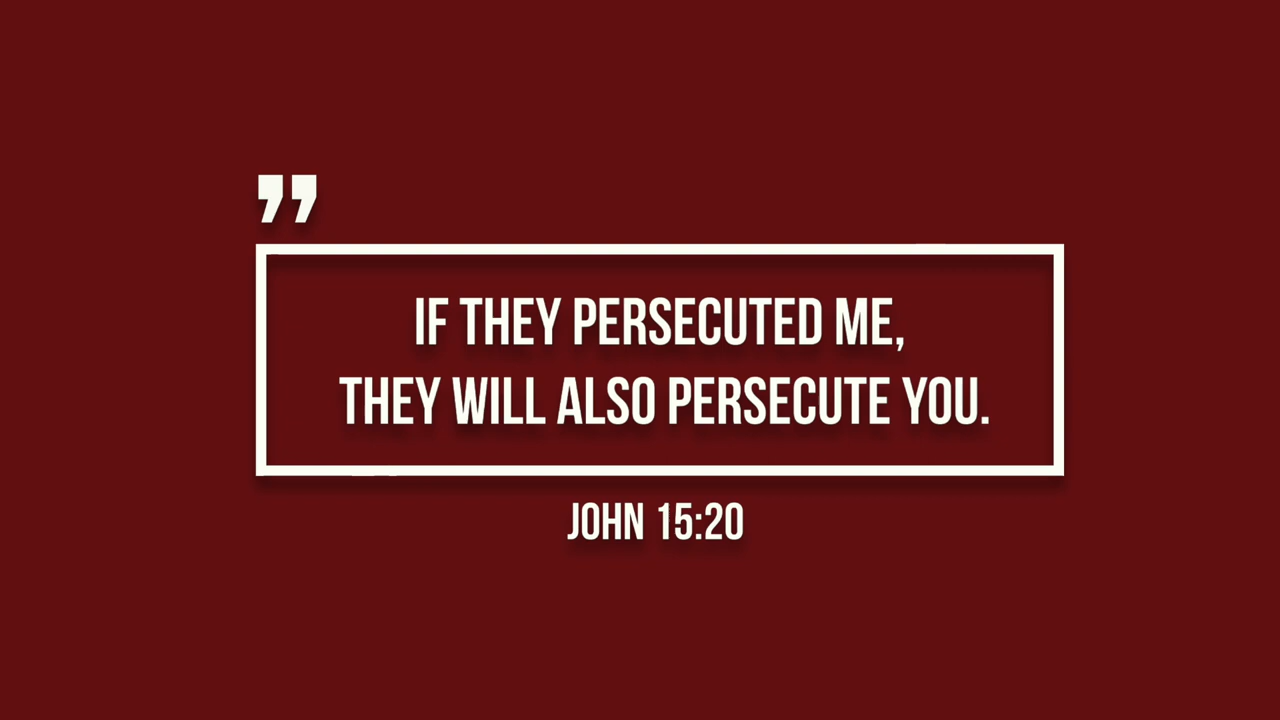 ”
IF THEY PERSECUTED ME,
THEY WILL ALSO PERSECUTE YOU.
JOHN 15:20